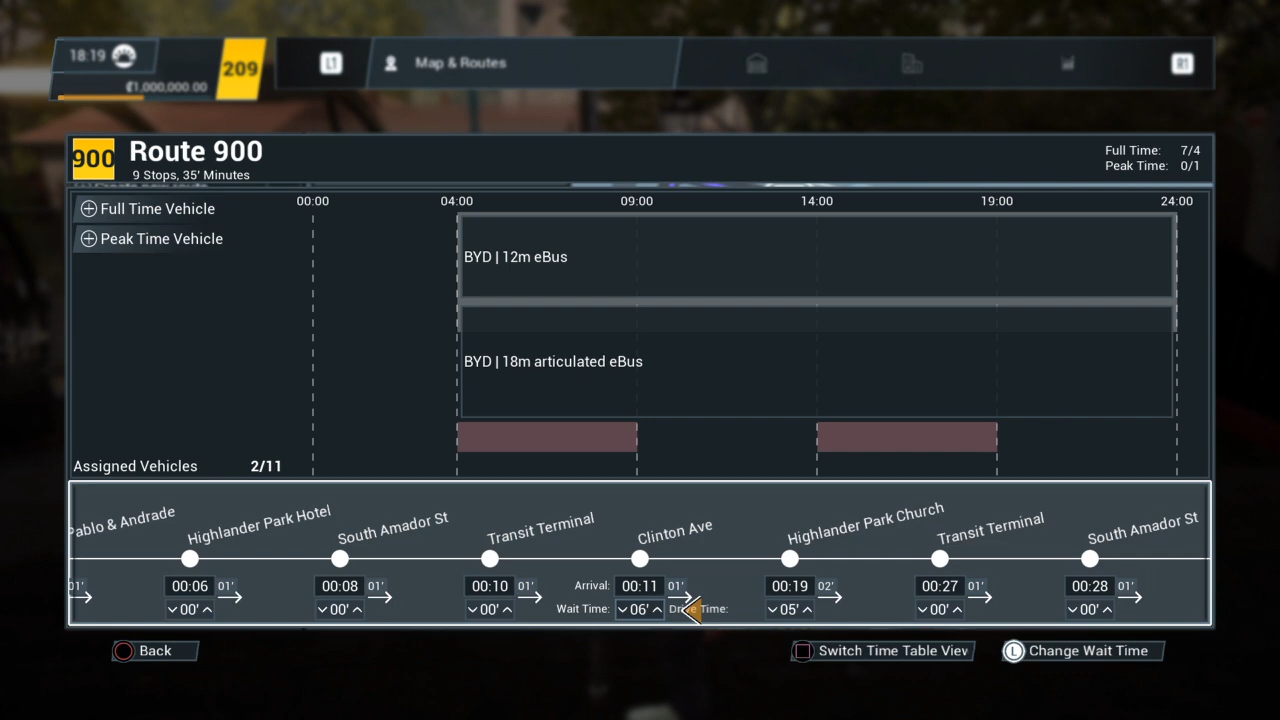 18:19
₡1,000,000.00
209
L1
Map & Routes
R1
900
Route 900
9 Stops, 35' Minutes
Full Time: 7/4
Peak Time: 0/1
00:00 04:00 09:00 14:00 19:00 24:00
Full Time Vehicle
Peak Time Vehicle
BYD | 12m eBus
BYD | 18m articulated eBus
Assigned Vehicles 2/11
Pablo & Andrade
Highlander Park Hotel
South Amador St
Transit Terminal
Clinton Ave
Highlander Park Church
Transit Terminal
South Amador St
01' 00:06 01' 00:08 01' 00:10 01' Arrival: 00:11 01' 00:19 02' 00:27 01' 00:28 01'
00' 00' 00' Wait Time: 06' Drive Time: 05' 00' 00'
Back
Switch Time Table View
L Change Wait Time